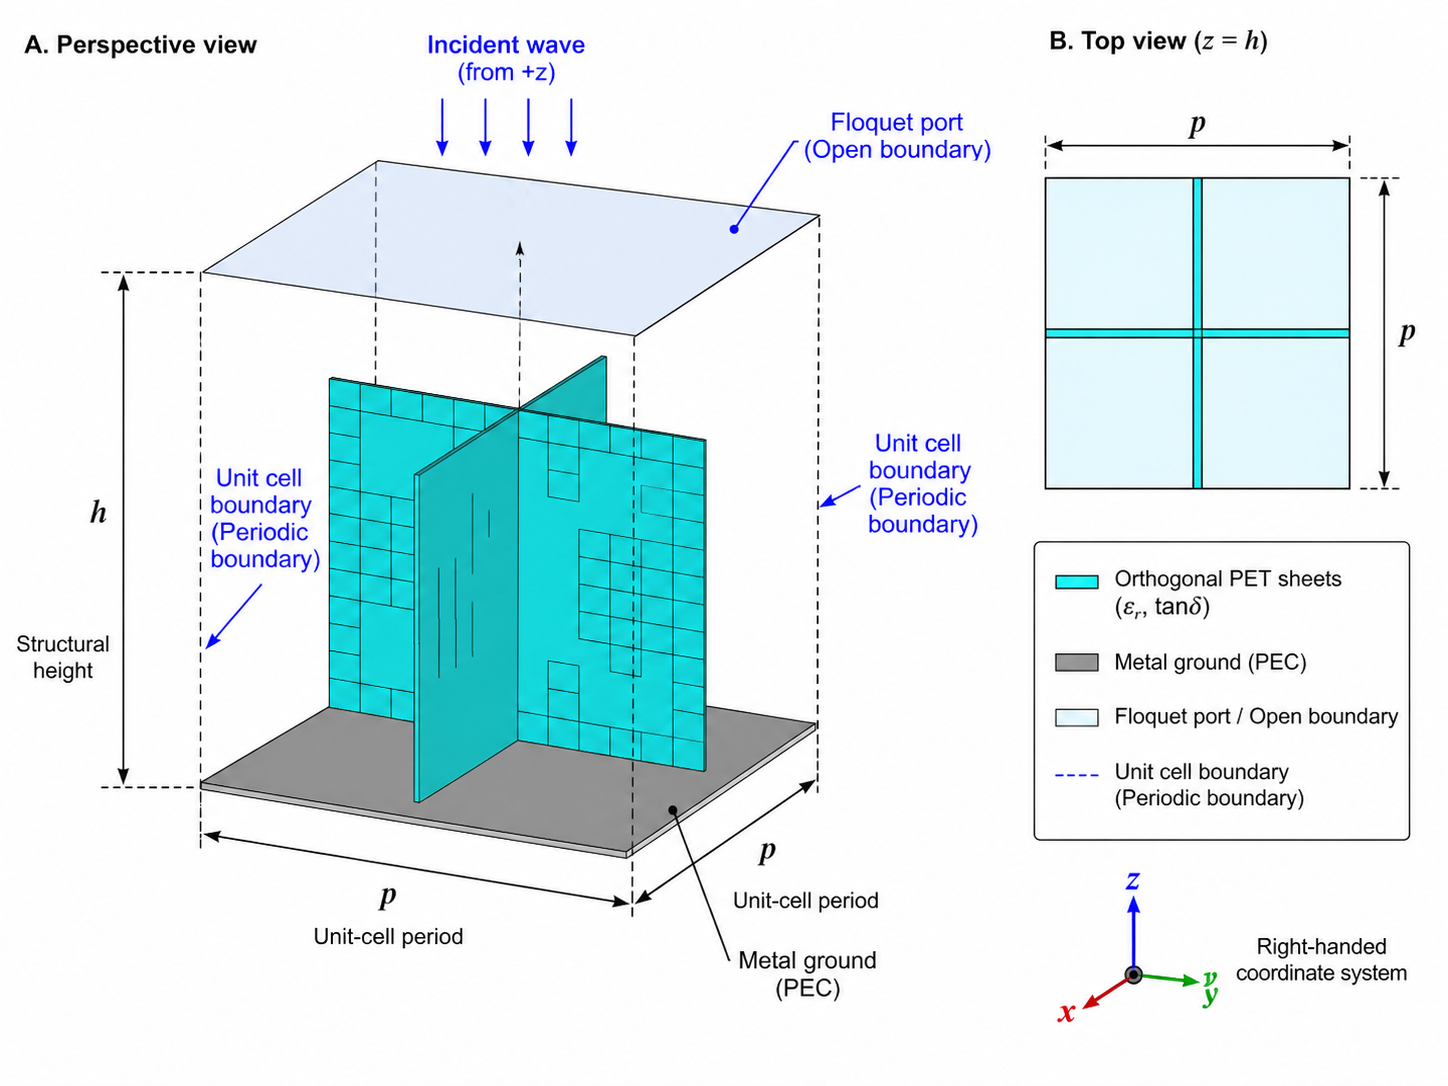 A. Perspective view
Incident wave
(from +z)
Floquet port
(Open boundary)
Unit cell
boundary
(Periodic
boundary)
Unit cell
boundary
(Periodic
boundary)
h
Structural
height
p
Unit-cell period
p
Unit-cell period
Metal ground
(PEC)
B. Top view (z = h)
p
p
Orthogonal PET sheets
(εr, tanδ)
Metal ground (PEC)
Floquet port / Open boundary
Unit cell boundary
(Periodic boundary)
z
y
y
x
Right-handed
coordinate system